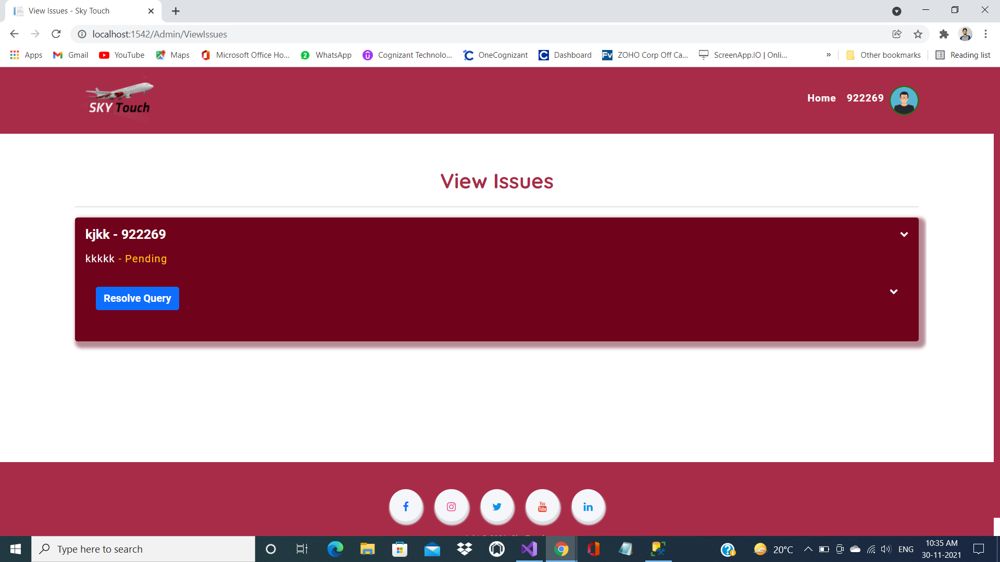 View Issues - Sky Touch
localhost:1542/Admin/ViewIssues
Apps Gmail YouTube Maps Microsoft Office Ho... WhatsApp Cognizant Technolo... OneCognizant Dashboard ZOHO Corp Off Ca... ScreenApp.IO | Onli... » Other bookmarks Reading list
SKY Touch
Home 922269
View Issues
kjkk - 922269
kkkkk - Pending
Resolve Query
You
Tube
Type here to search
20°C ENG
10:35 AM
30-11-2021